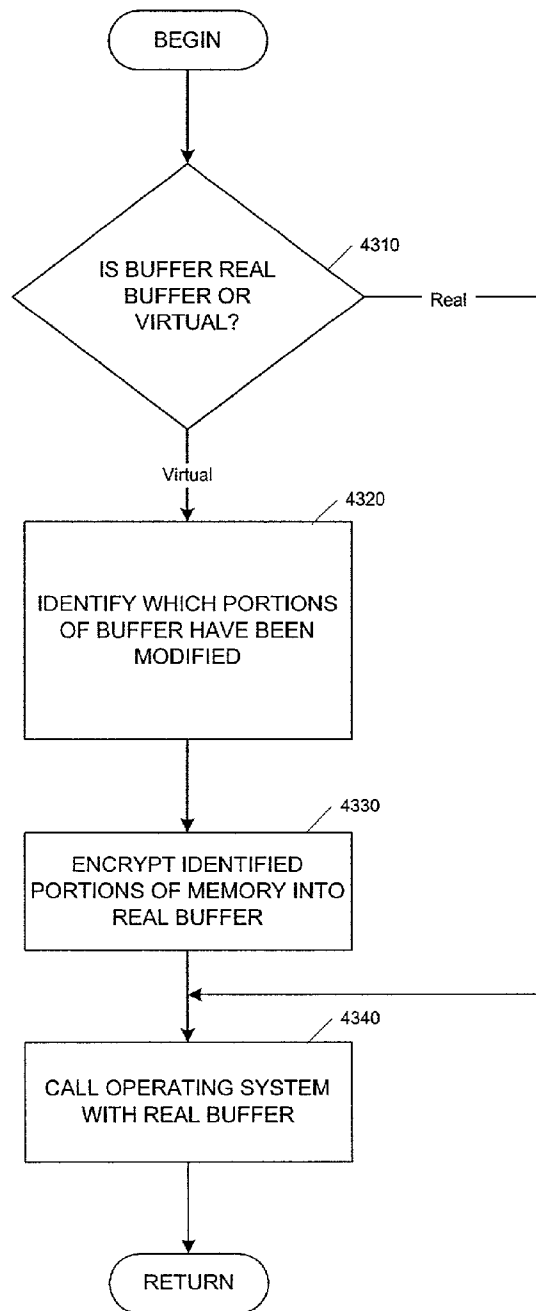 BEGIN
4310
IS BUFFER REAL
BUFFER OR
VIRTUAL?
Real
Virtual
4320
IDENTIFY WHICH PORTIONS
OF BUFFER HAVE BEEN
MODIFIED
4330
ENCRYPT IDENTIFIED
PORTIONS OF MEMORY INTO
REAL BUFFER
4340
CALL OPERATING SYSTEM
WITH REAL BUFFER
RETURN